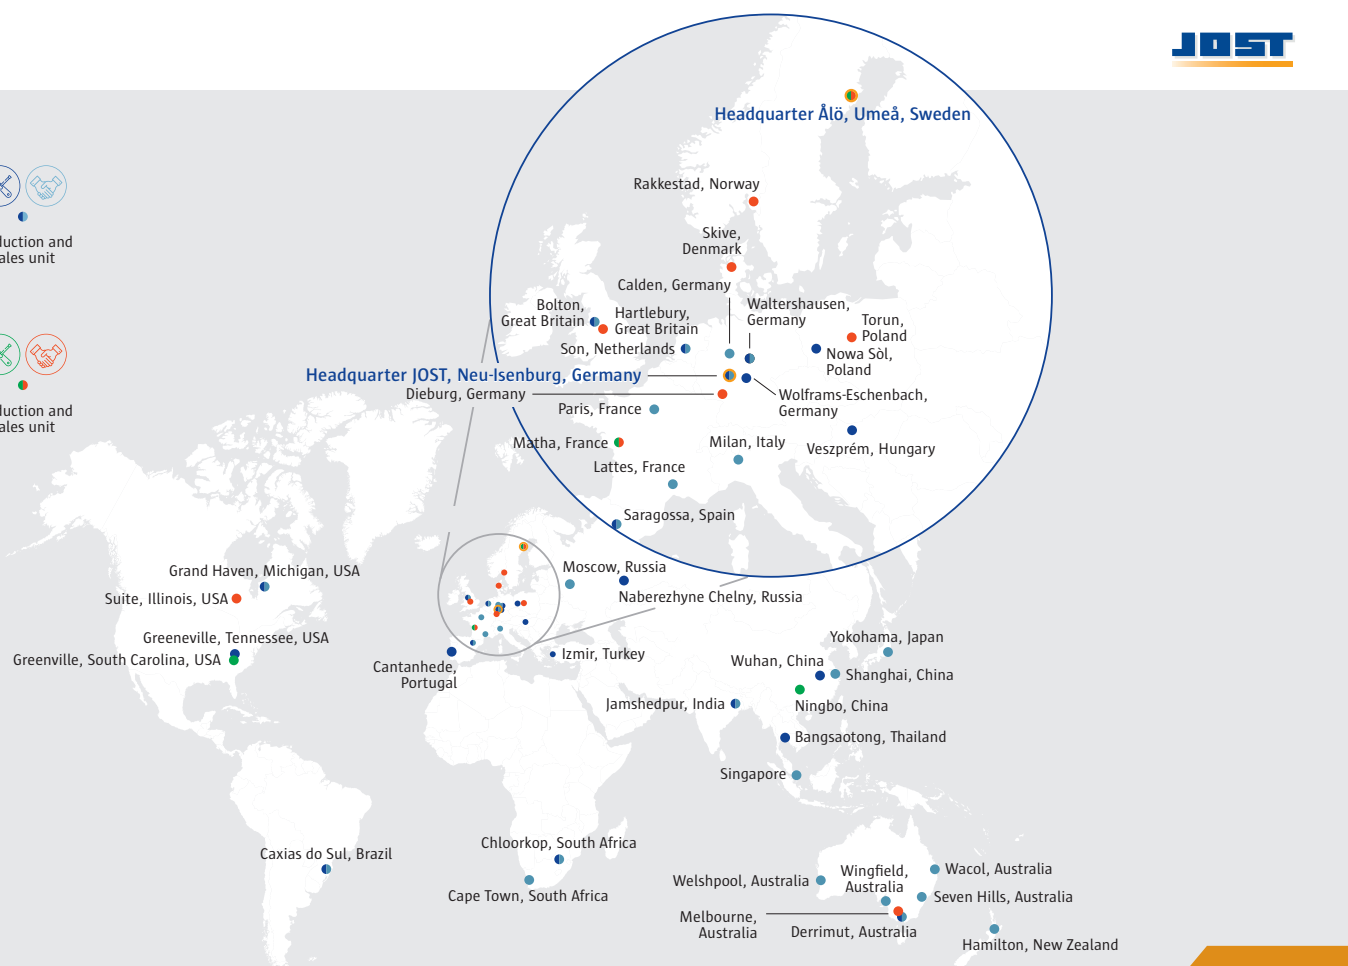 JOST
Headquarter Ålö, Umeå, Sweden
Rakkestad, Norway
Skive,
Denmark
Calden, Germany
Waltershausen,
Germany
Bolton,
Great Britain
Hartlebury,
Great Britain
Torun,
Poland
Son, Netherlands
Nowa Sòl,
Poland
Headquarter JOST, Neu-Isenburg, Germany
Dieburg, Germany
Wolframs-Eschenbach,
Germany
Paris, France
Matha, France
Milan, Italy
Veszprém, Hungary
Lattes, France
Saragossa, Spain
duction and
ales unit
duction and
ales unit
Moscow, Russia
Naberezhyne Chelny, Russia
Grand Haven, Michigan, USA
Suite, Illinois, USA
Greeneville, Tennessee, USA
Greenville, South Carolina, USA
Cantanhede,
Portugal
Izmir, Turkey
Yokohama, Japan
Wuhan, China
Shanghai, China
Ningbo, China
Jamshedpur, India
Bangsaotong, Thailand
Singapore
Chloorkop, South Africa
Caxias do Sul, Brazil
Cape Town, South Africa
Welshpool, Australia
Wingfield,
Australia
Wacol, Australia
Seven Hills, Australia
Melbourne,
Australia
Derrimut, Australia
Hamilton, New Zealand